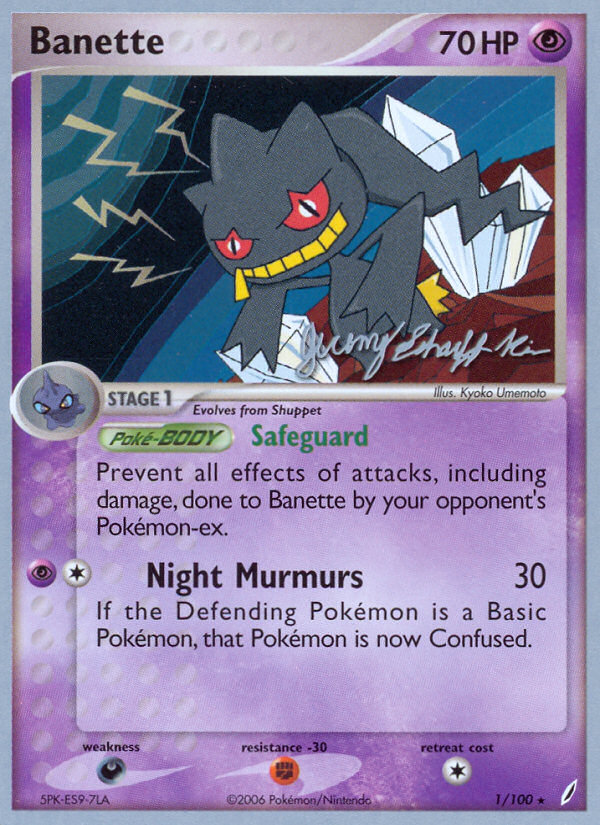 Banette
70 HP
Jeremy Scharff-Kim
Illus. Kyoko Umemoto
STAGE 1
Evolves from Shuppet
Poké-BODY Safeguard
Prevent all effects of attacks, including
damage, done to Banette by your opponent's
Pokémon-ex.
Night Murmurs 30
If the Defending Pokémon is a Basic
Pokémon, that Pokémon is now Confused.
weakness resistance -30 retreat cost
5PK-ES9-7LA ©2006 Pokémon/Nintendo 1/100 ★